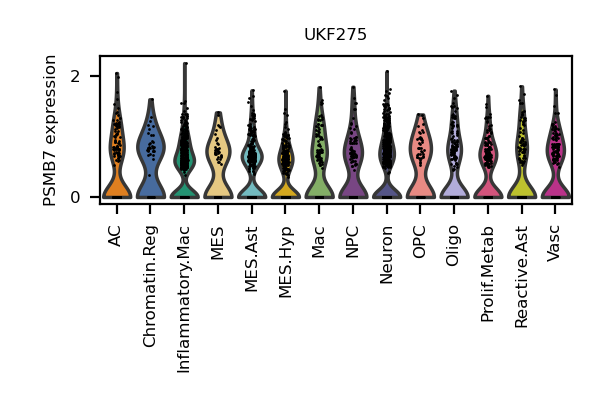 UKF275
PSMB7 expression
2
0
AC
Chromatin.Reg
Inflammatory.Mac
MES
MES.Ast
MES.Hyp
Mac
NPC
Neuron
OPC
Oligo
Prolif.Metab
Reactive.Ast
Vasc